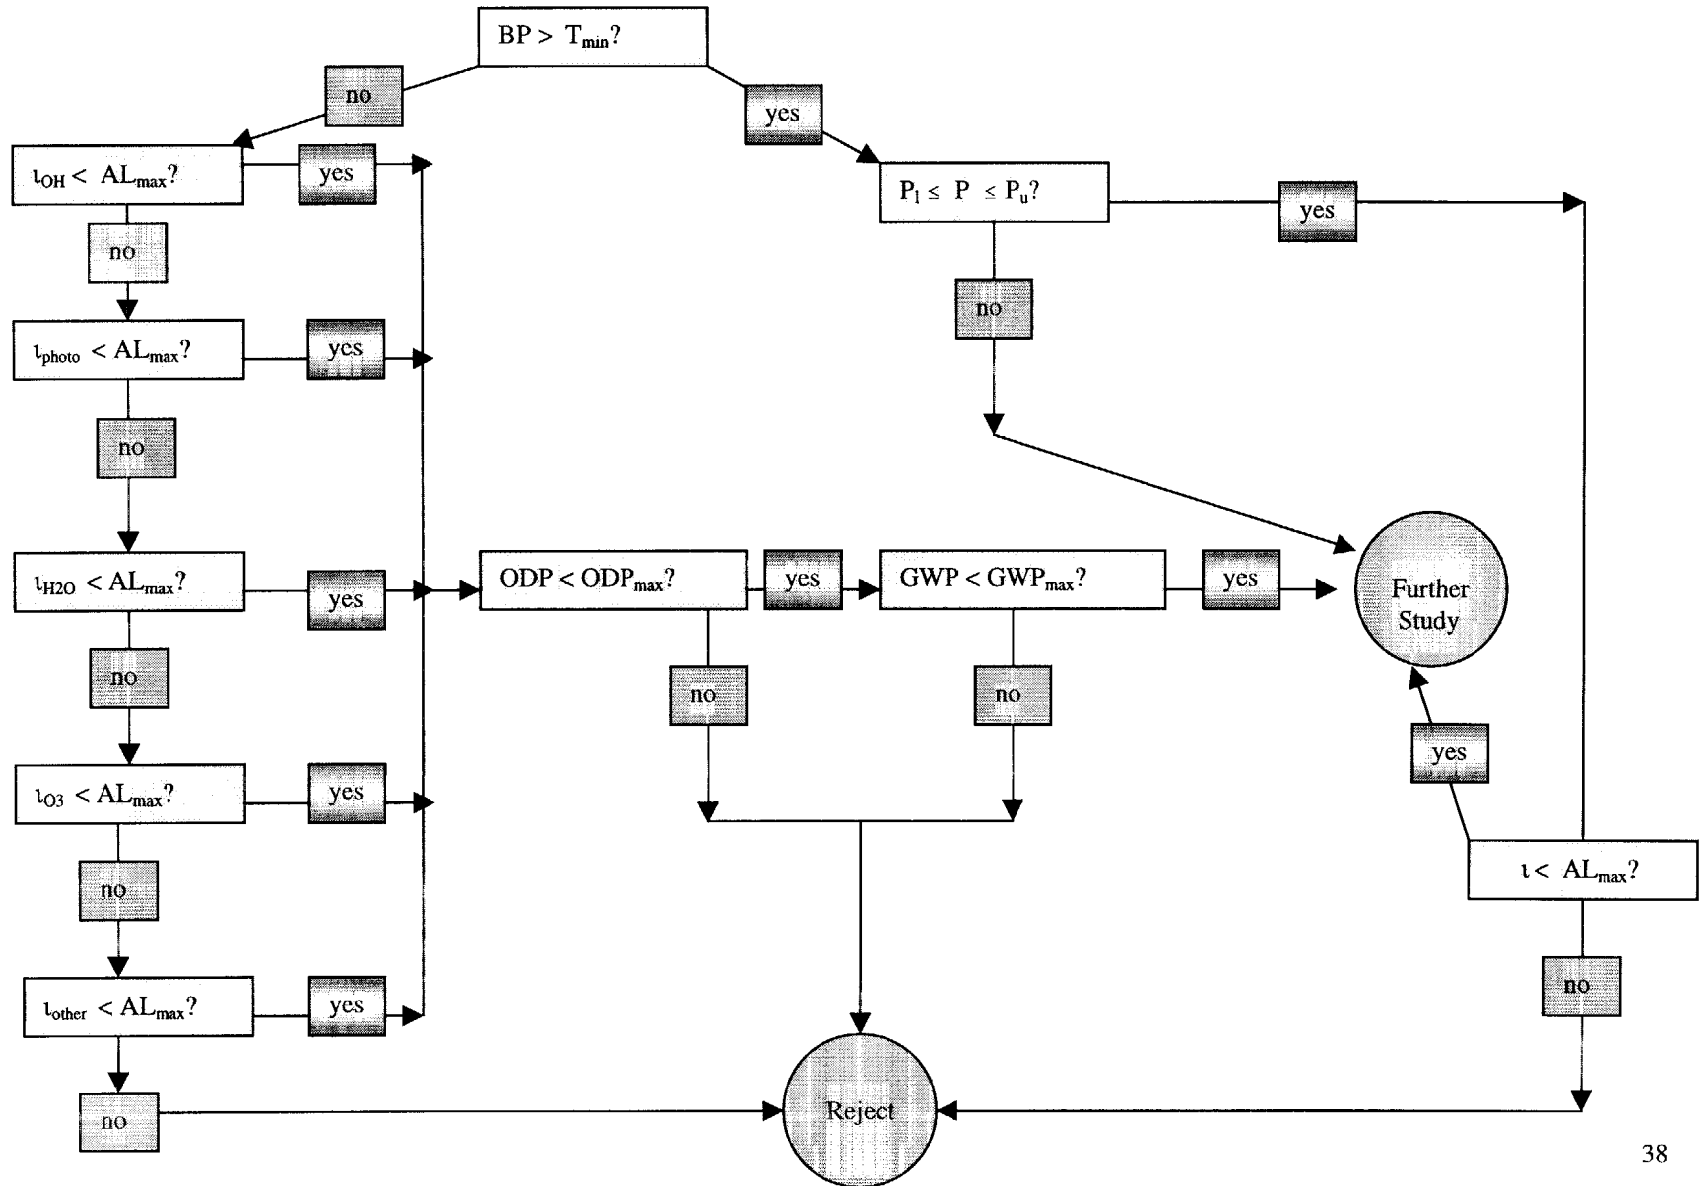 BP > Tmin?
no
yes
ιOH < ALmax?
yes
Pl ≤ P ≤ Pu?
yes
no
no
ιphoto < ALmax?
yes
no
ιH2O < ALmax?
yes
ODP < ODPmax?
yes
GWP < GWPmax?
yes
Further
Study
no
no
no
yes
ιO3 < ALmax?
yes
no
ι < ALmax?
ιother < ALmax?
yes
no
no
Reject
38